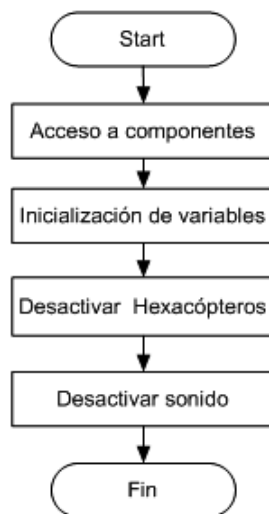 Start
Acceso a componentes
Inicialización de variables
Desactivar Hexacópteros
Desactivar sonido
Fin